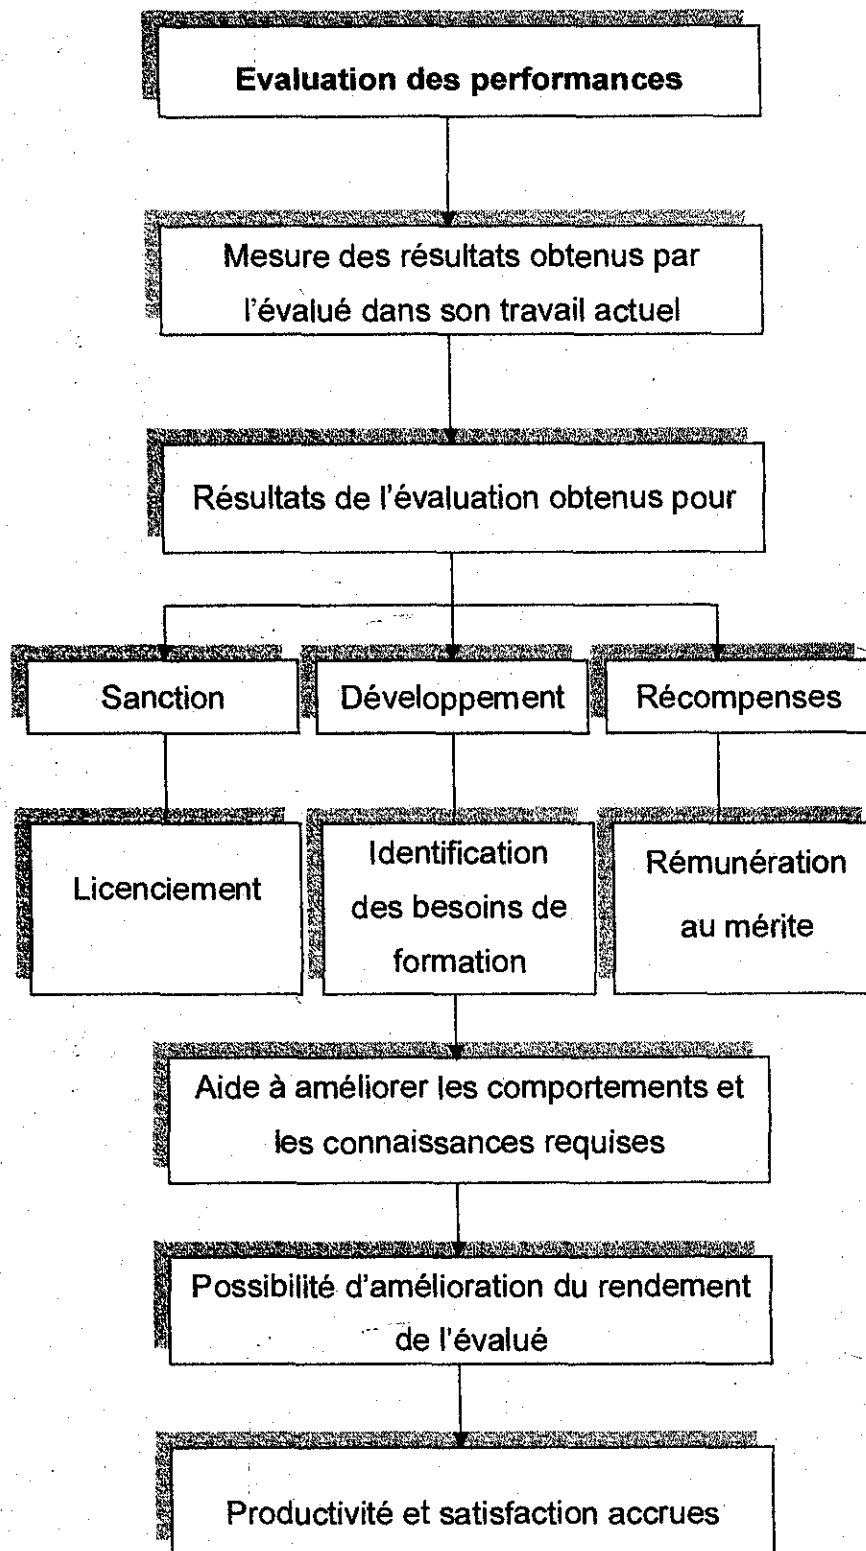 Evaluation des performances
Mesure des résultats obtenus par
l'évalué dans son travail actuel
Résultats de l'évaluation obtenus pour
Sanction
Développement
Récompenses
Licenciement
Identification
des besoins de
formation
Rémunération
au mérite
Aide à améliorer les comportements et
les connaissances requises
Possibilité d'amélioration du rendement
de l'évalué
Productivité et satisfaction accrues